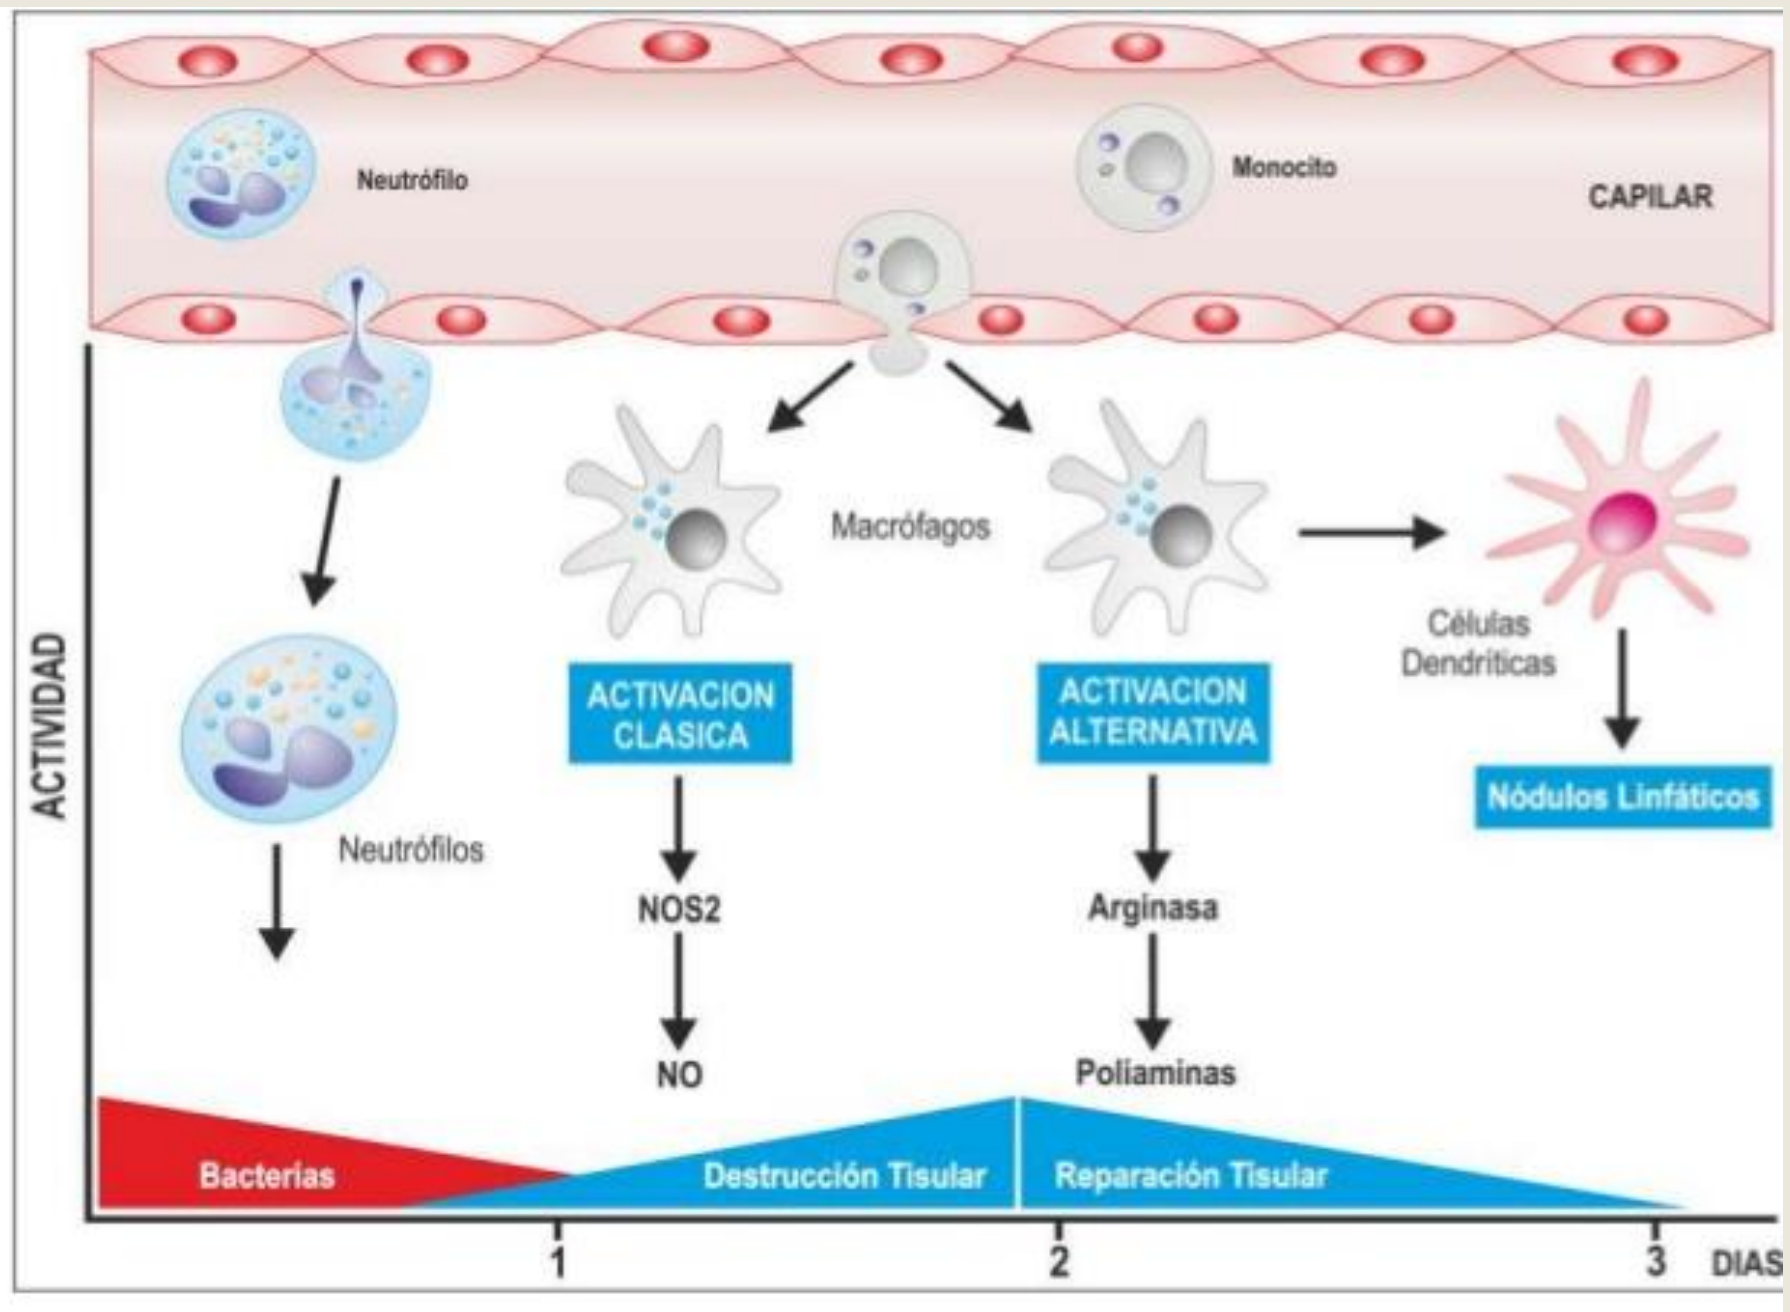 Neutrófilo
Monocito
CAPILAR
Macrófagos
Células
Dendríticas
ACTIVACION
CLASICA
ACTIVACION
ALTERNATIVA
Nódulos Linfáticos
ACTIVIDAD
Neutrófilos
NOS2
Arginasa
NO
Poliaminas
Bacterias
Destrucción Tisular
Reparación Tisular
1
2
3
DIAS